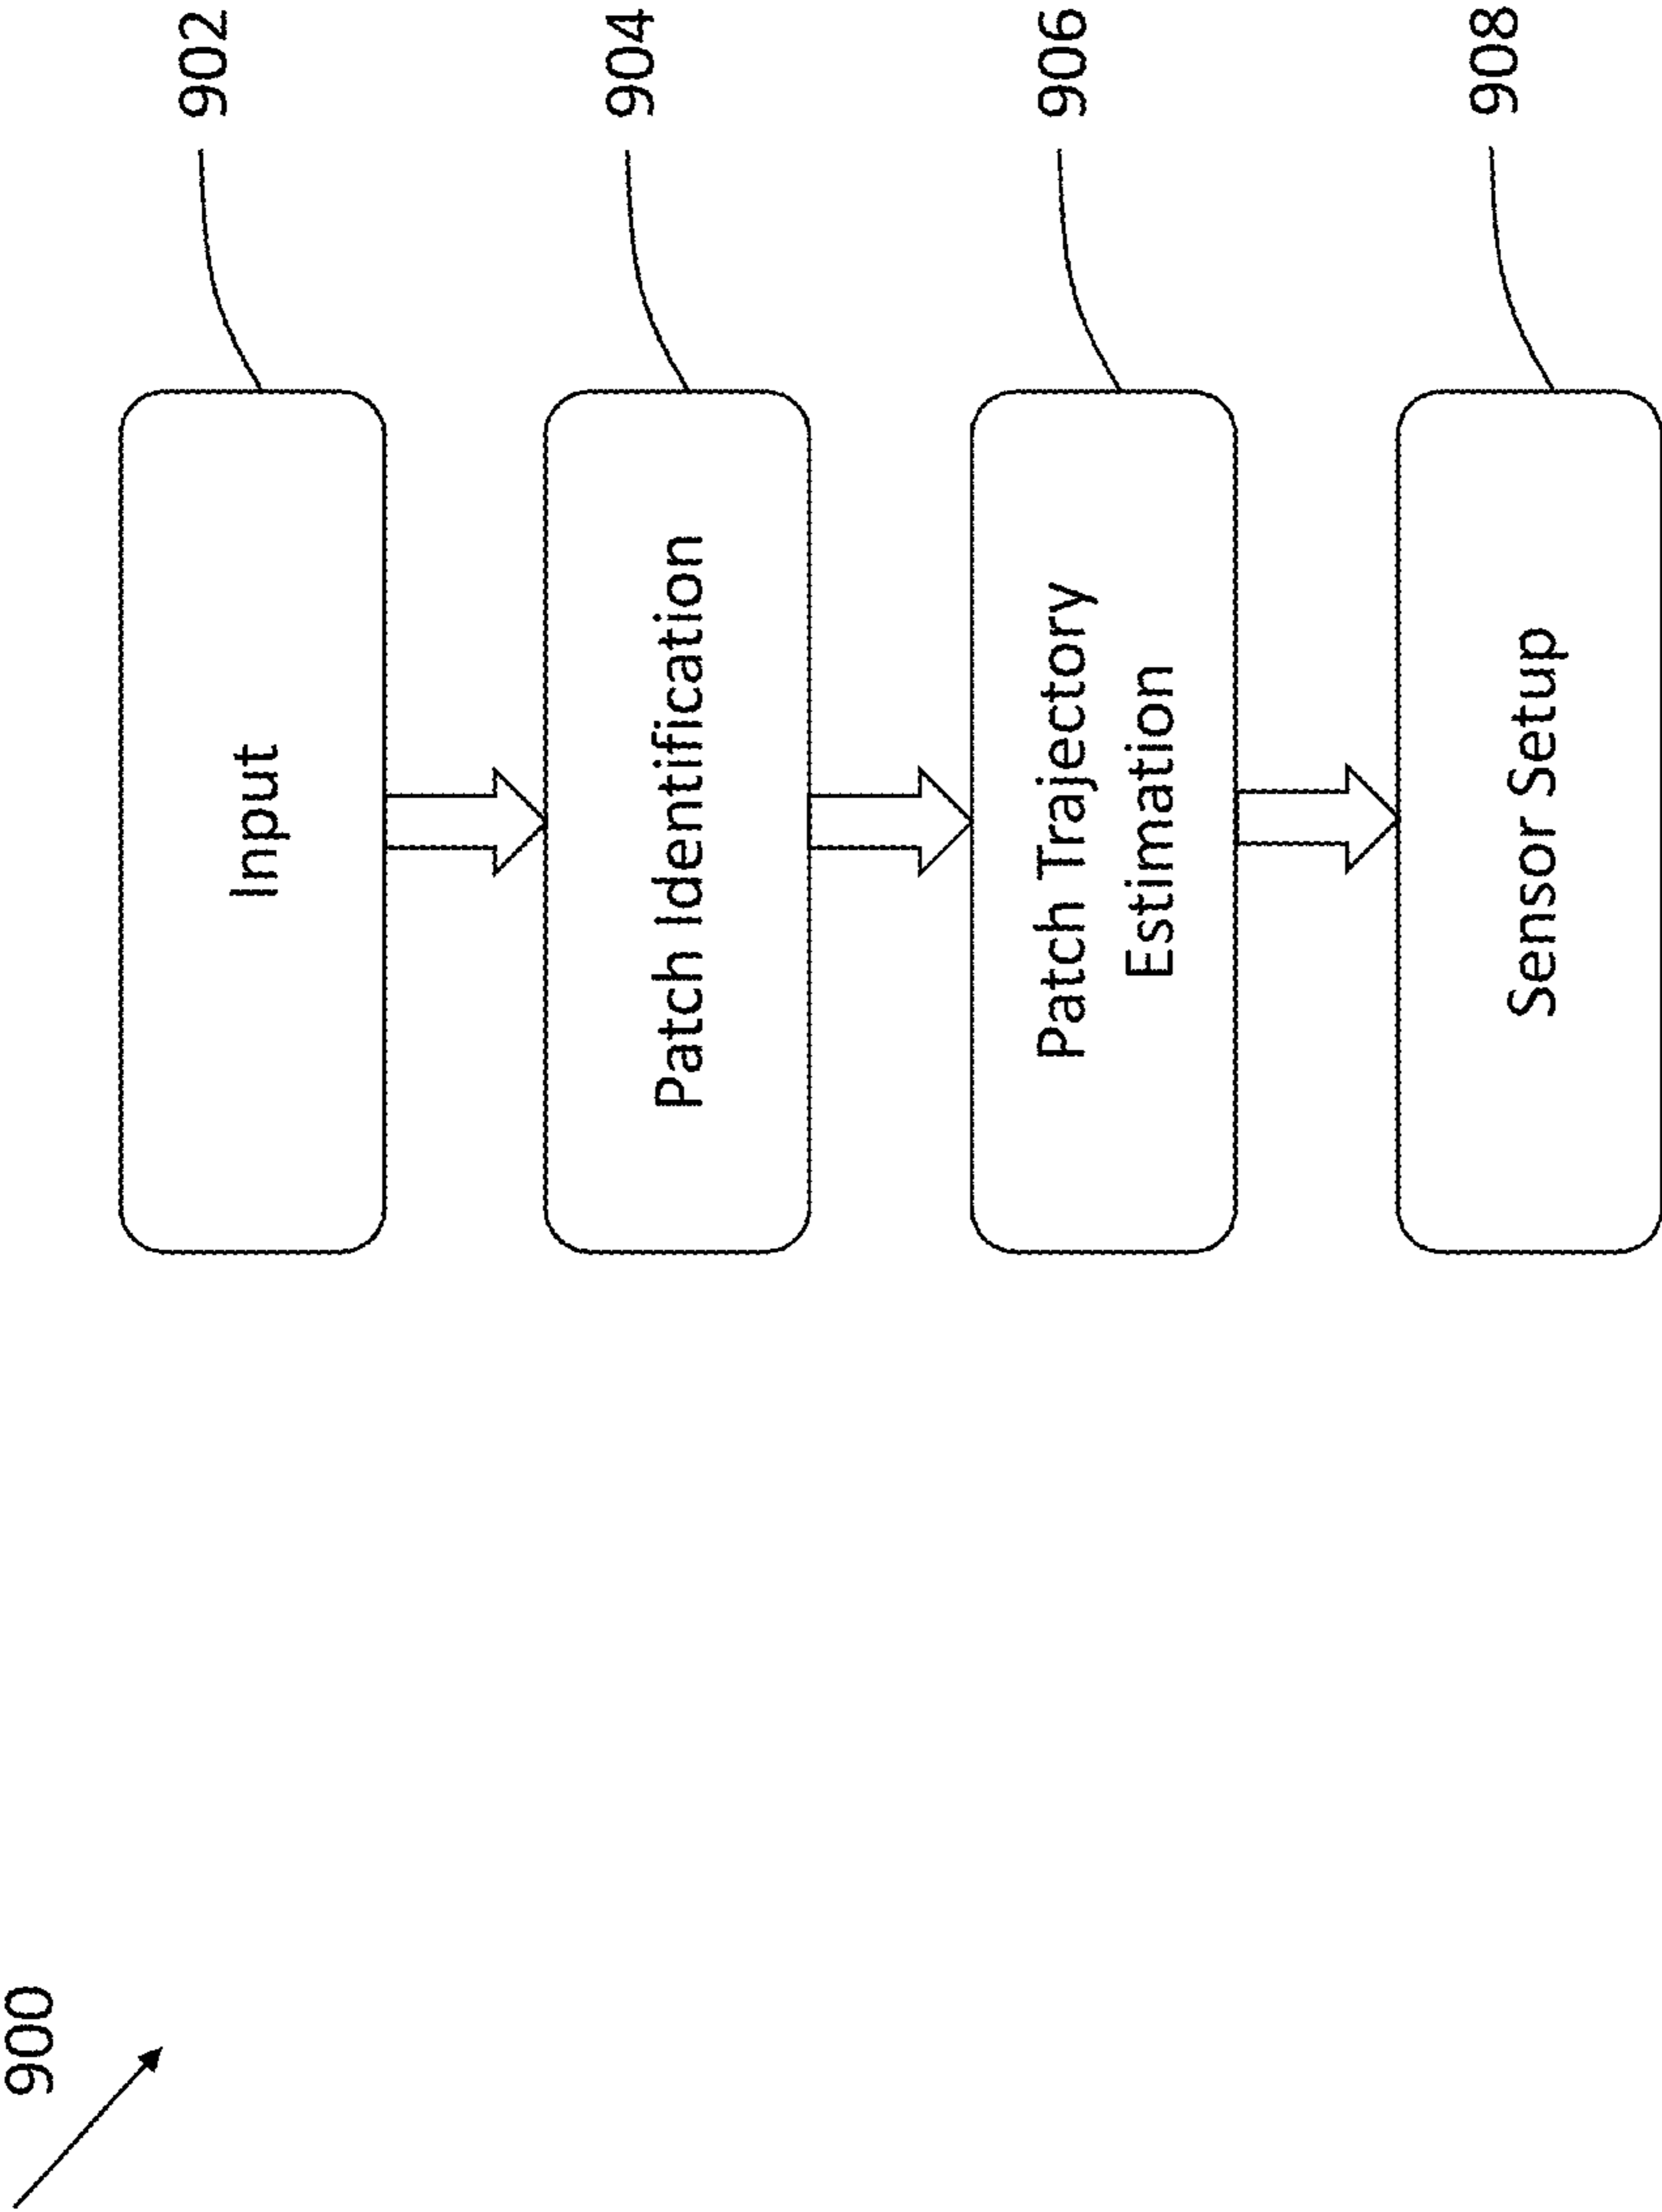 900
Input
902
Patch Identification
904
Patch Trajectory
Estimation
906
Sensor Setup
908